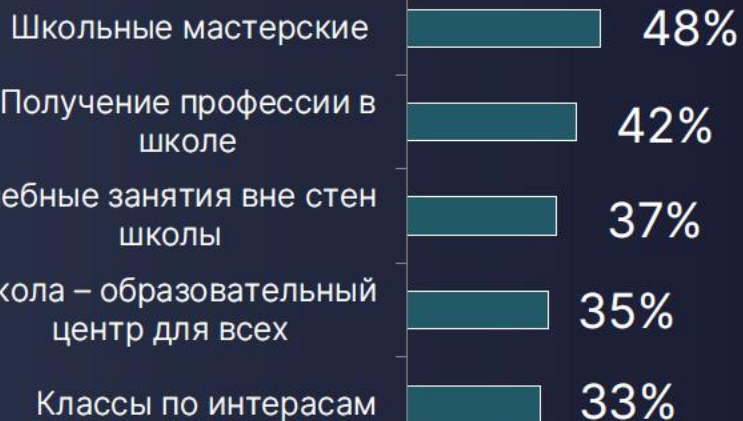 Школьные мастерские 48%
Получение профессии в
школе
42%
ебные занятия вне стен
школы
37%
кола – образовательный
центр для всех
35%
Классы по интерасам 33%